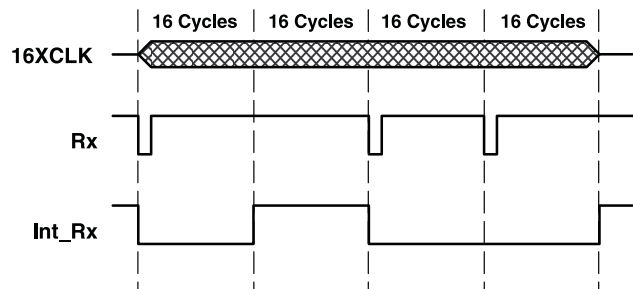 16 Cycles 16 Cycles 16 Cycles 16 Cycles
16XCLK
Rx
Int_Rx